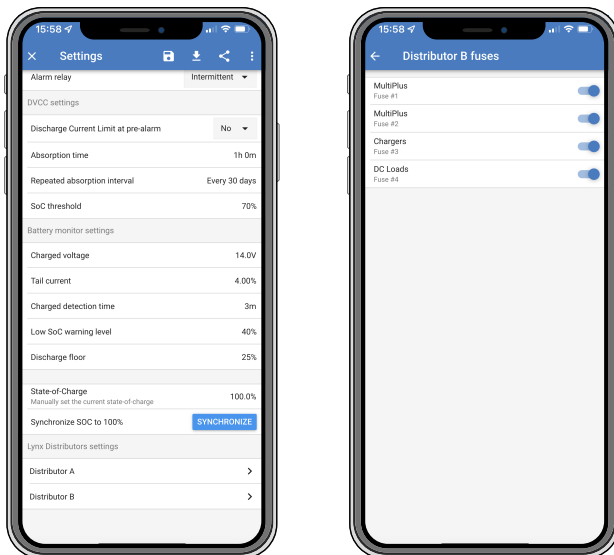 15:58
Settings
Alarm relay
Intermittent
DVCC settings
Discharge Current Limit at pre-alarm
No
Absorption time
1h 0m
Repeated absorption interval
Every 30 days
SoC threshold
70%
Battery monitor settings
Charged voltage
14.0V
Tail current
4.00%
Charged detection time
3m
Low SoC warning level
40%
Discharge floor
25%
State-of-Charge
Manually set the current state-of-charge
100.0%
Synchronize SOC to 100%
SYNCHRONIZE
Lynx Distributors settings
Distributor A
Distributor B
15:58
Distributor B fuses
MultiPlus
Fuse #1
MultiPlus
Fuse #2
Chargers
Fuse #3
DC Loads
Fuse #4